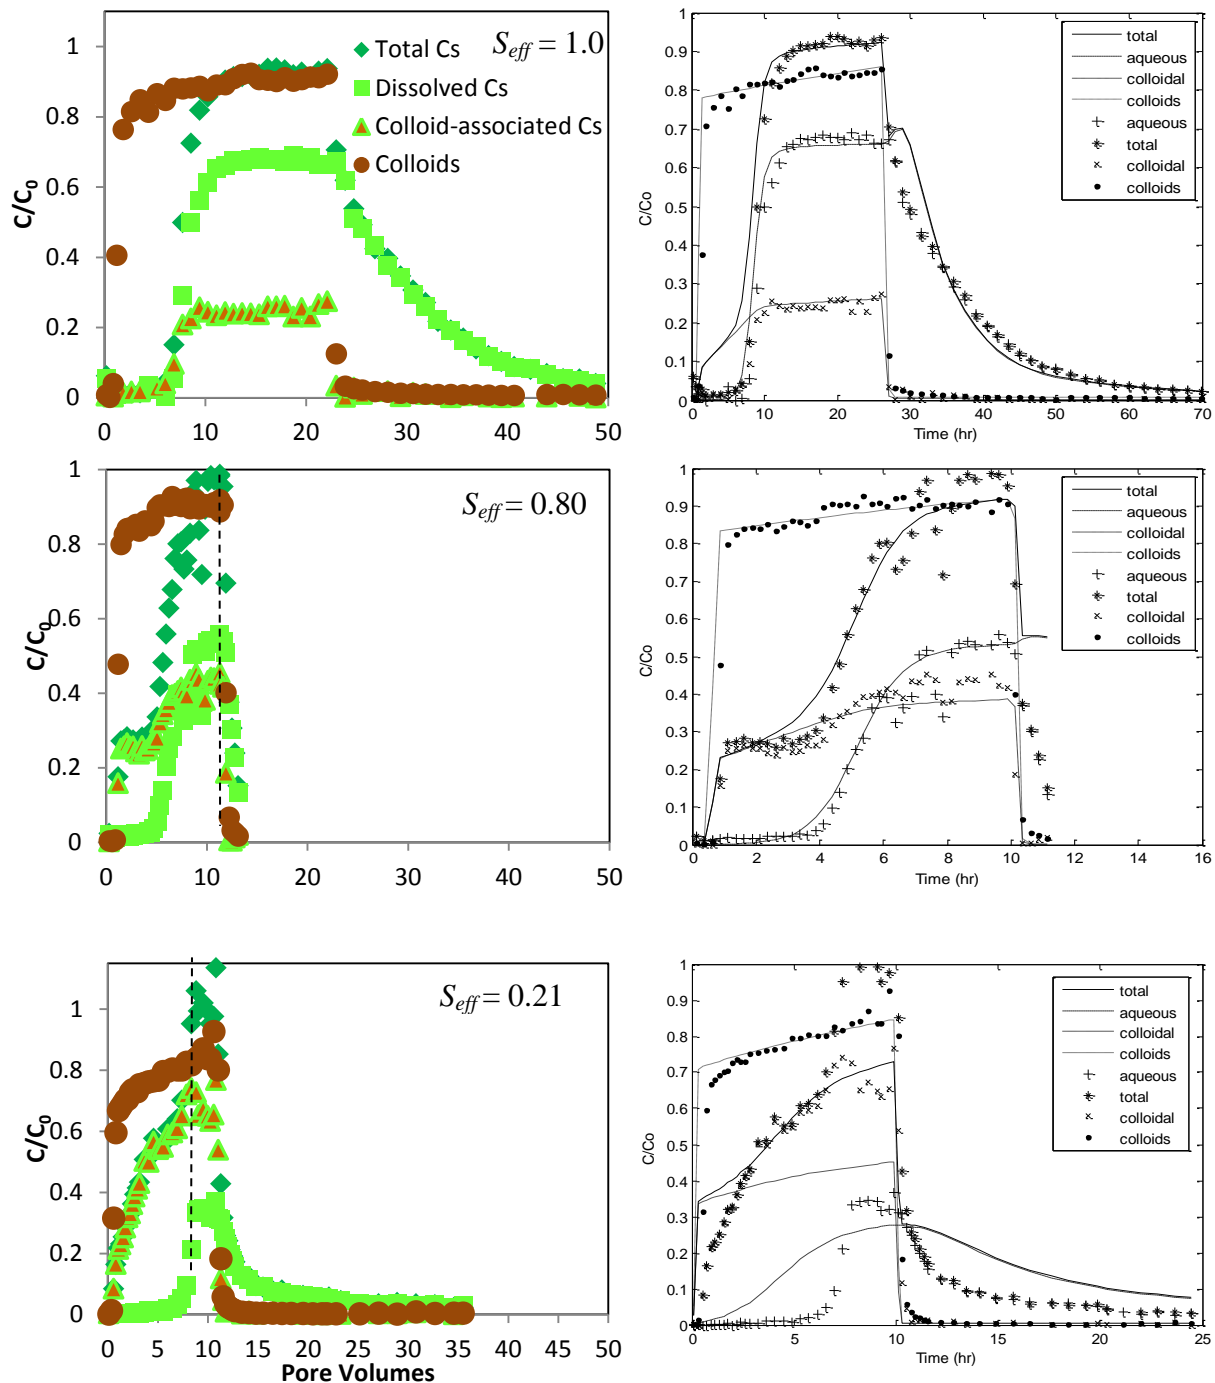 Total Cs
Dissolved Cs
Colloid-associated Cs
Colloids
S_eff = 1.0
C/C₀
1
0.8
0.6
0.4
0.2
0
0 10 20 30 40 50
total
aqueous
colloidal
colloids
aqueous
total
colloidal
colloids
C/Co
1
0.9
0.8
0.7
0.6
0.5
0.4
0.3
0.2
0.1
0
0 10 20 30 40 50 60 70
Time (hr)
S_eff = 0.80
C/C₀
1
0.8
0.6
0.4
0.2
0
0 10 20 30 40 50
total
aqueous
colloidal
colloids
aqueous
total
colloidal
colloids
C/Co
1
0.9
0.8
0.7
0.6
0.5
0.4
0.3
0.2
0.1
0
0 2 4 6 8 10 12 14 16
Time (hr)
S_eff = 0.21
C/C₀
1
0.8
0.6
0.4
0.2
0
0 5 10 15 20 25 30 35 40 45 50
Pore Volumes
total
aqueous
colloidal
colloids
aqueous
total
colloidal
colloids
C/Co
1
0.9
0.8
0.7
0.6
0.5
0.4
0.3
0.2
0.1
0
0 5 10 15 20 25
Time (hr)